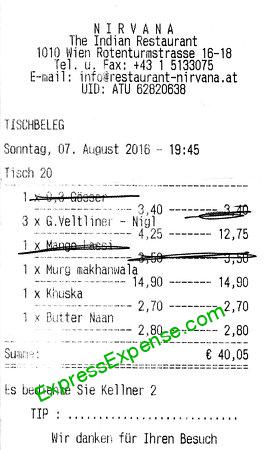 N I R V A N A
The Indian Restaurant
1010 Wien Rotenturmstrasse 16-18
Tel. u. Fax: +43 1 5133075
E-mail: info@restaurant-nirvana.at
UID: ATU 62820638
TISCHBELEG
Sonntag, 07. August 2016 - 19:45
Tisch 20
1 x 0,3 Gösser
3,40 3,40
3 x G.Veltliner - Nigl
4,25 12,75
1 x Mango Lassi
3,50 3,50
1 x Murg makhanwala
14,90 14,90
1 x Khuska
2,70 2,70
1 x Butter Naan
2,80 2,80
Summe: € 40,05
Es bediente Sie Kellner 2
ExpressExpense.com
TIP : ......................
Wir danken für Ihren Besuch